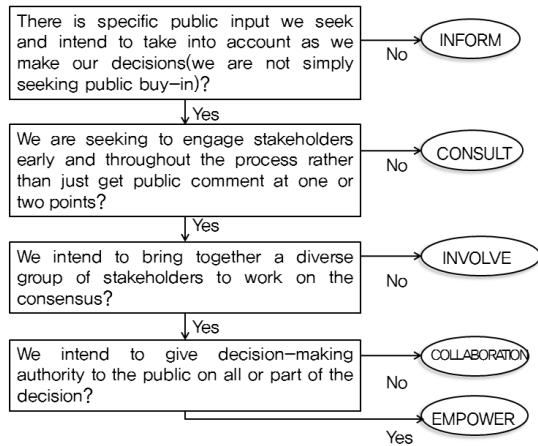 There is specific public input we seek
and intend to take into account as we
make our decisions(we are not simply
seeking public buy-in)?
No
INFORM
Yes
We are seeking to engage stakeholders
early and throughout the process rather
than just get public comment at one or
two points?
No
CONSULT
Yes
We intend to bring together a diverse
group of stakeholders to work on the
consensus?
No
INVOLVE
Yes
We intend to give decision-making
authority to the public on all or part of the
decision?
No
COLLABORATION
Yes
EMPOWER